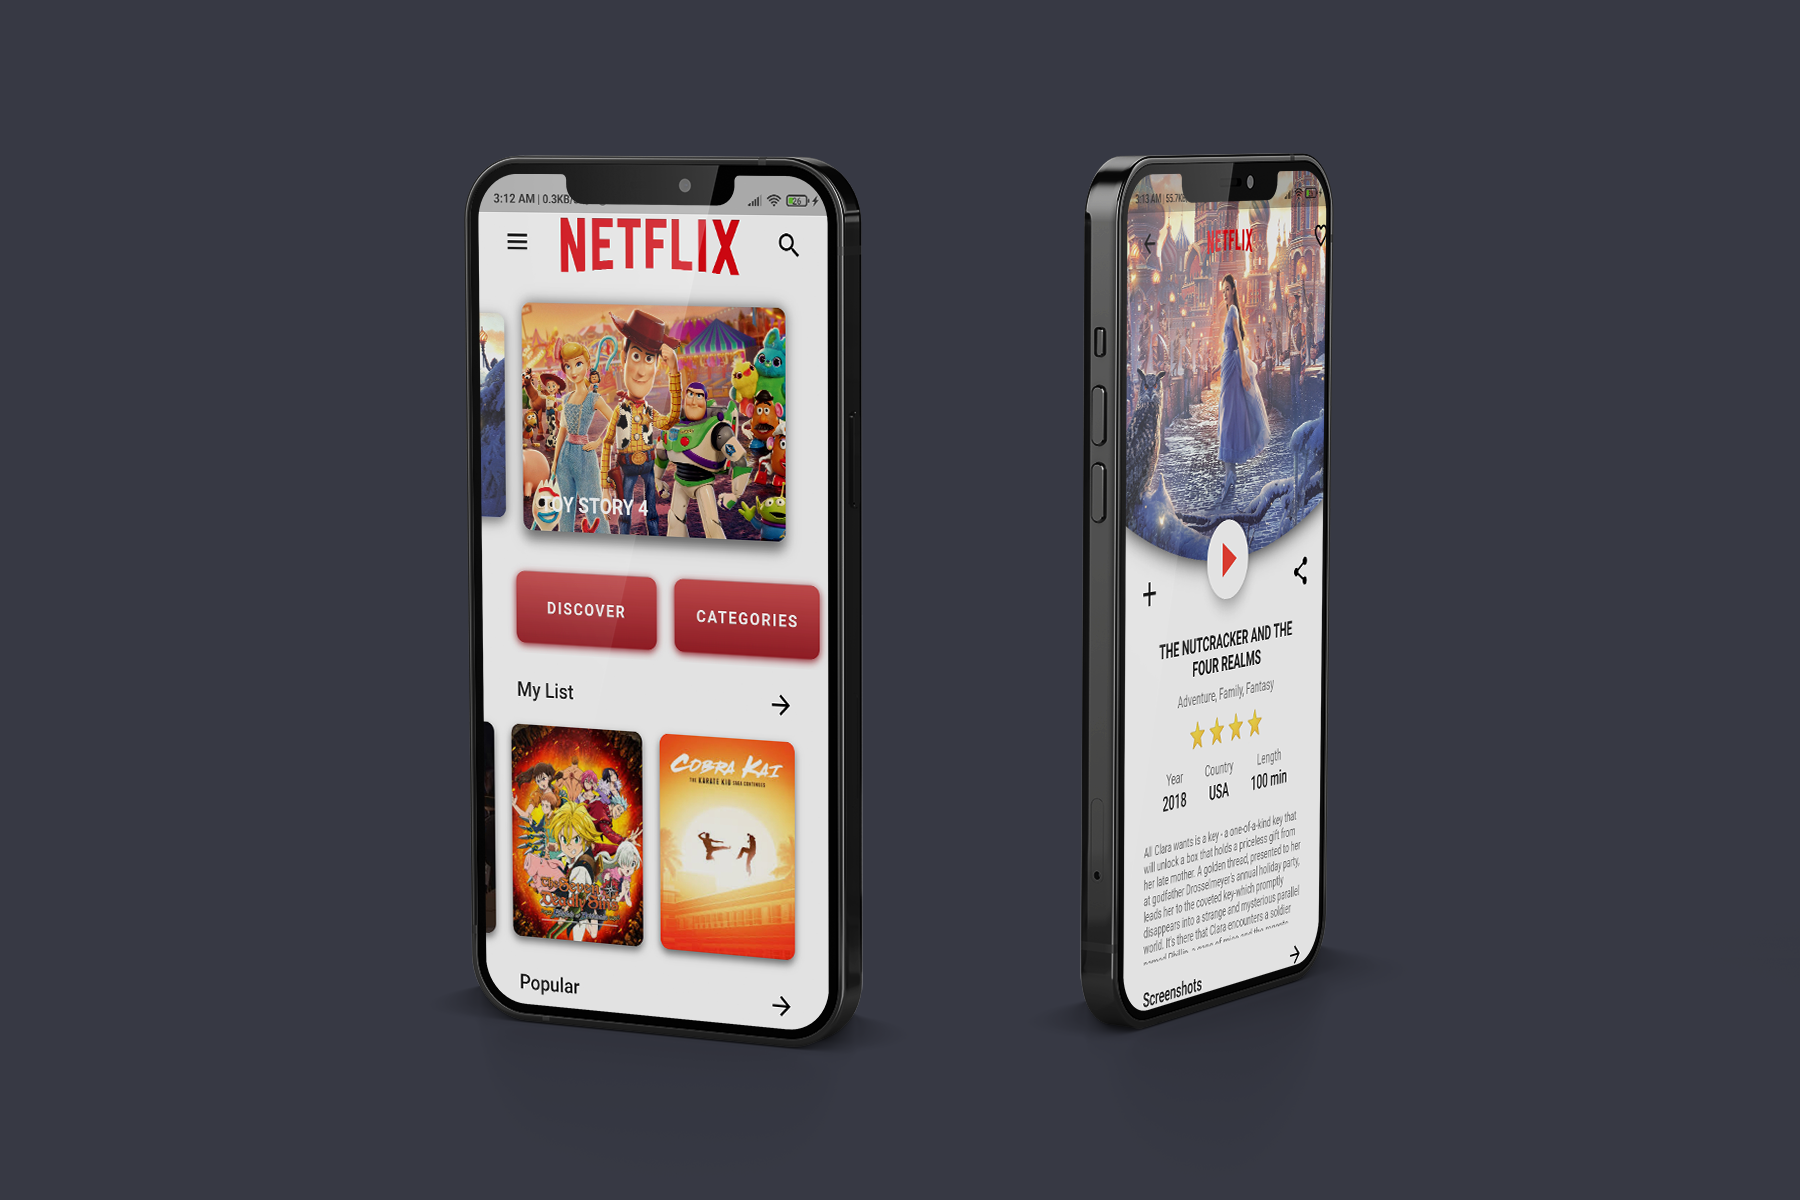 3:12 AM | 0.3KB/
26
NETFLIX
TOY STORY 4
DISCOVER
CATEGORIES
My List
The Seven
Deadly Sins
COBRA KAI
THE KARATE KID SAGA CONTINUES
Popular
3:13 AM | 55.7KB
NETFLIX
THE NUTCRACKER AND THE
FOUR REALMS
Adventure, Family, Fantasy
Year
Country
Length
2018
USA
100 min
All Clara wants is a key - a one-of-a-kind key that
will unlock a box that holds a priceless gift from
her late mother. A golden thread, presented to her
at godfather Drosselmeyer's annual holiday party,
leads her to the coveted key-which promptly
disappears into a strange and mysterious parallel
world. It's there that Clara encounters a soldier
named Phillip, a gang of mice and the regents
Screenshots